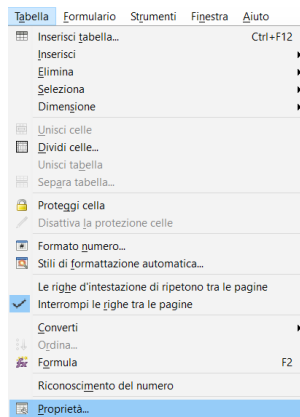 Tabella Formulario Strumenti Finestra Aiuto
Inserisci tabella... Ctrl+F12
Inserisci
Elimina
Seleziona
Dimensione
Unisci celle
Dividi celle...
Unisci tabella
Separa tabella...
Proteggi cella
Disattiva la protezione celle
Formato numero...
Stili di formattazione automatica...
Le righe d'intestazione di ripetono tra le pagine
Interrompi le righe tra le pagine
Converti
Ordina...
Formula F2
Riconoscimento del numero
Proprietà...